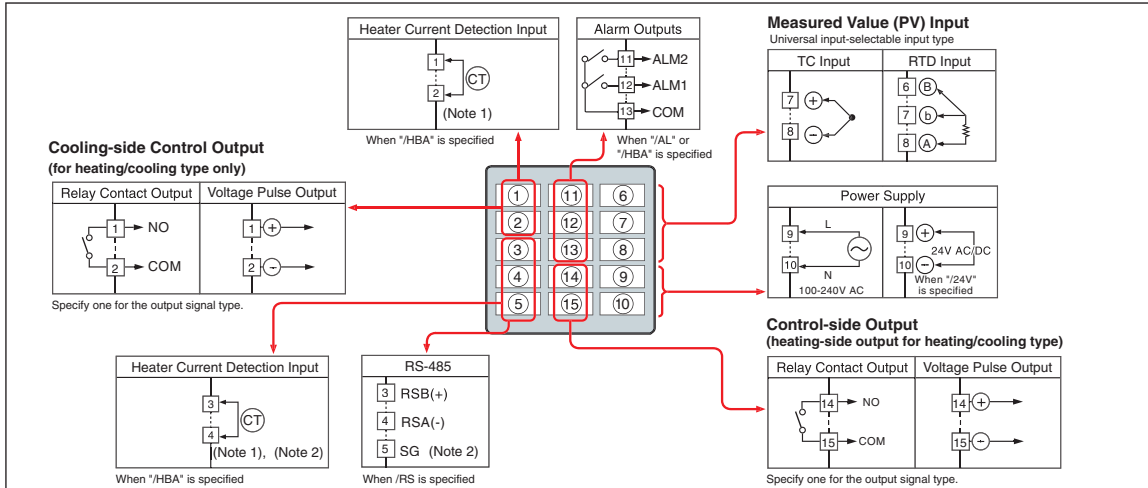 Heater Current Detection Input
1
CT
2
(Note 1)
When "/HBA" is specified
Alarm Outputs
11 ALM2
12 ALM1
13 COM
When "/AL" or
"/HBA" is specified
Measured Value (PV) Input
Universal input-selectable input type
TC Input
7 +
8 −
RTD Input
6 B
7 b
8 A
Cooling-side Control Output
(for heating/cooling type only)
Relay Contact Output
1 NO
2 COM
Voltage Pulse Output
1 +
2 -
Specify one for the output signal type.
1 11 6
2 12 7
3 13 8
4 14 9
5 15 10
Power Supply
9 L
10 N
100-240V AC
9 +
24V AC/DC
10 −
When "/24V"
is specified
Heater Current Detection Input
3
CT
4
(Note 1), (Note 2)
When "/HBA" is specified
RS-485
3 RSB(+)
4 RSA(-)
5 SG (Note 2)
When /RS is specified
Control-side Output
(heating-side output for heating/cooling type)
Relay Contact Output
14 NO
15 COM
Voltage Pulse Output
14 +
15 -
Specify one for the output signal type.